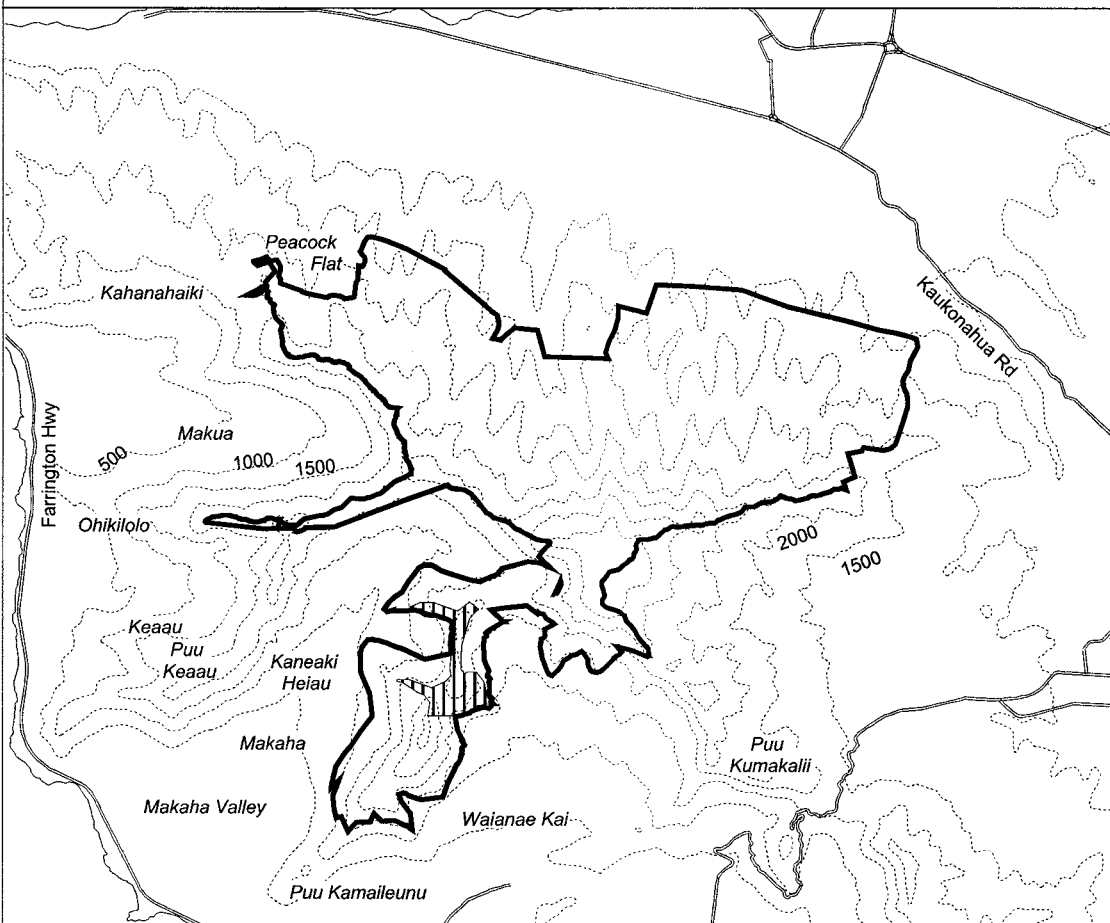 Peacock
Flat
Kahanahaiki
Kaukonahua Rd
Farrington Hwy
Makua
500
1000
1500
Ohikilolo
2000
1500
Keaau
Puu
Keaau
Kaneaki
Heiau
Makaha
Puu
Kumakalii
Makaha Valley
Waianae Kai
Puu Kamaileunu